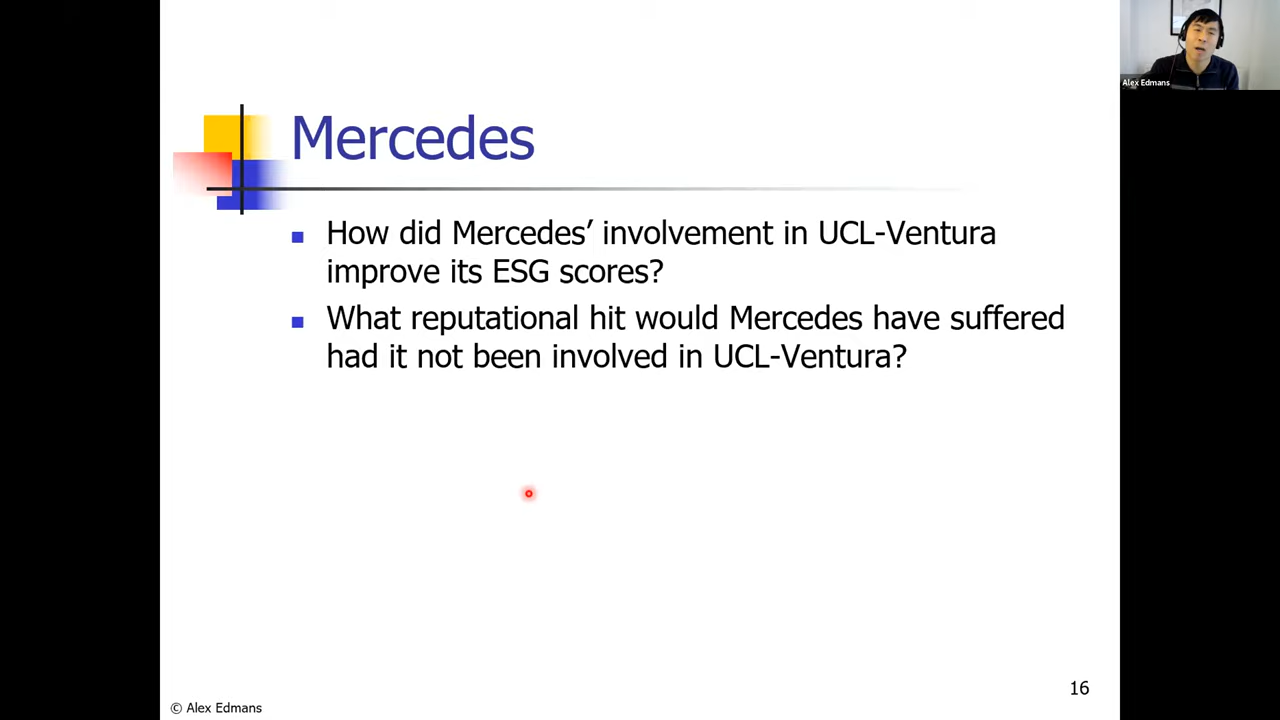 Alex Edmans
Mercedes
How did Mercedes’ involvement in UCL-Ventura
improve its ESG scores?
What reputational hit would Mercedes have suffered
had it not been involved in UCL-Ventura?
16
© Alex Edmans